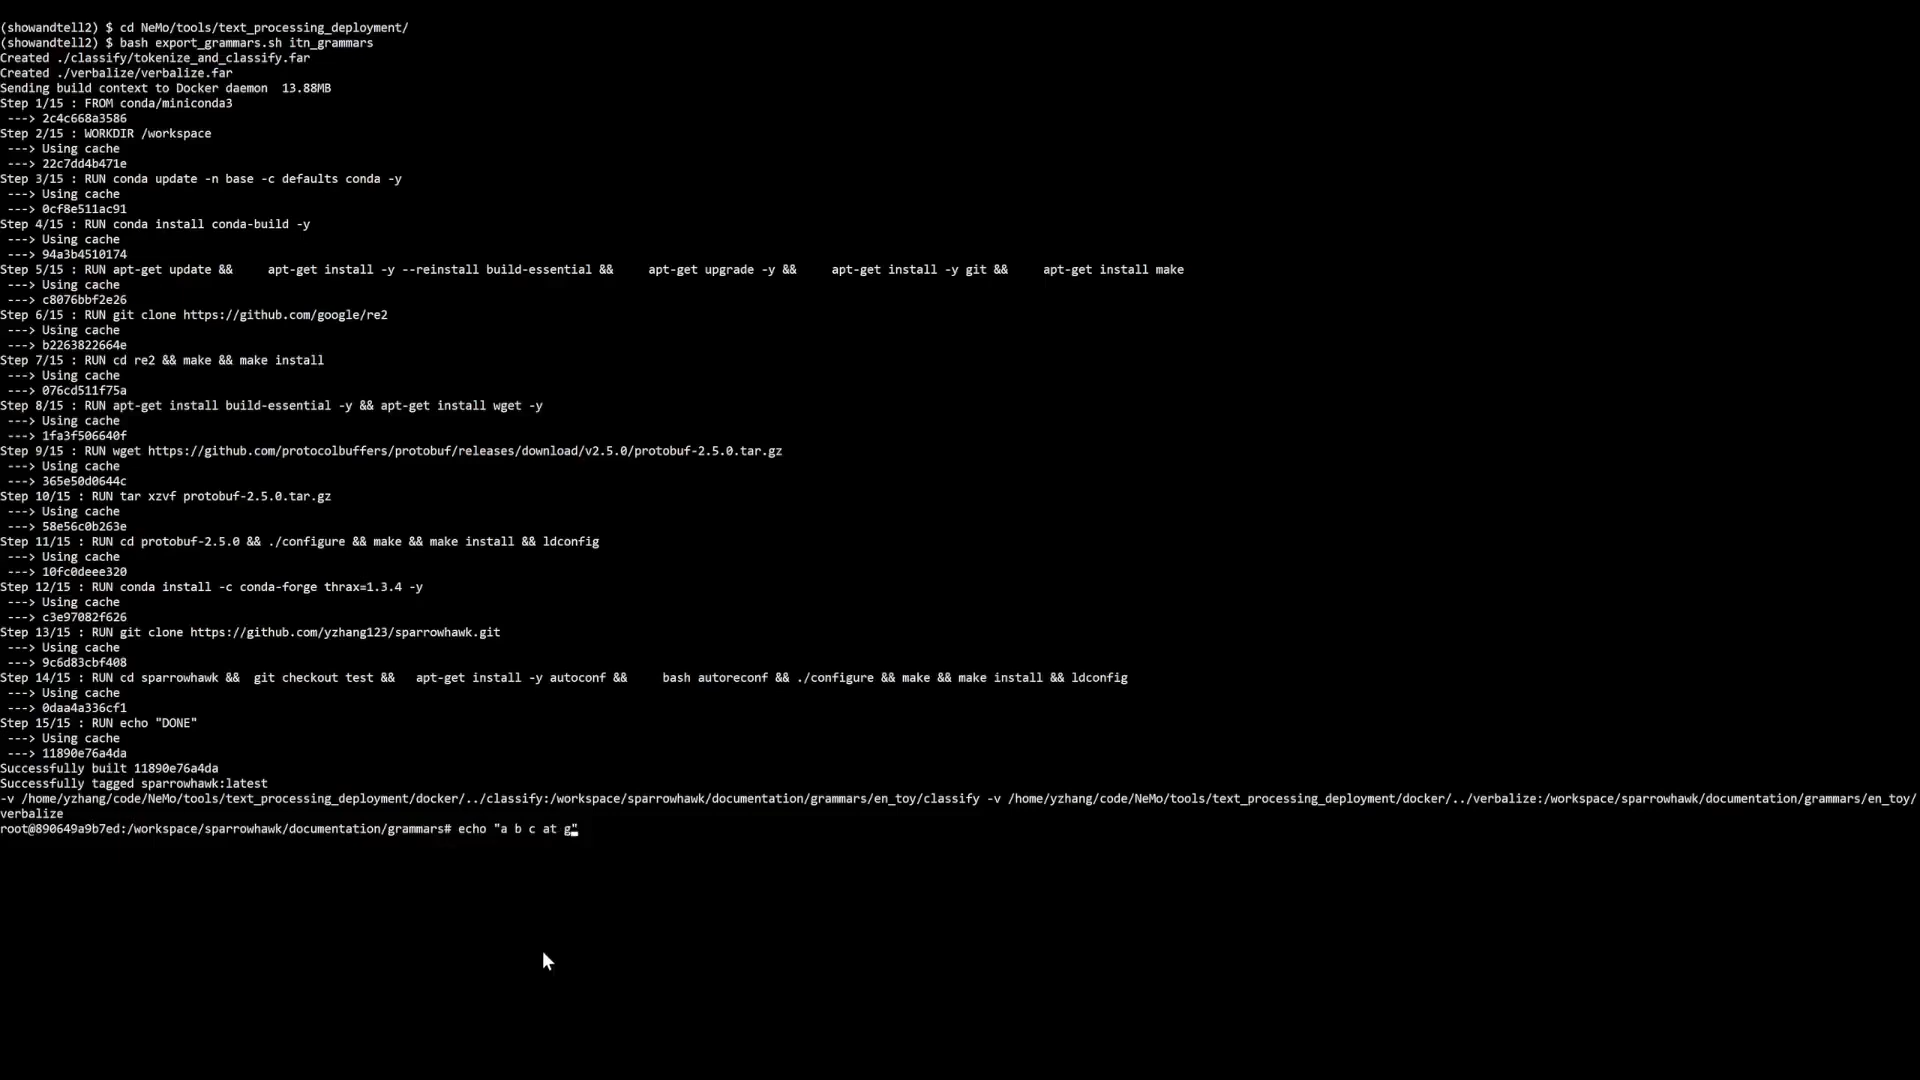 (showandtell2) $ cd NeMo/tools/text_processing_deployment/
(showandtell2) $ bash export_grammars.sh itn_grammars
Created ./classify/tokenize_and_classify.far
Created ./verbalize/verbalize.far
Sending build context to Docker daemon  13.88MB
Step 1/15 : FROM conda/miniconda3
 ---> 2c4c668a3586
Step 2/15 : WORKDIR /workspace
 ---> Using cache
 ---> 22c7dd4b471e
Step 3/15 : RUN conda update -n base -c defaults conda -y
 ---> Using cache
 ---> 0cf8e511ac91
Step 4/15 : RUN conda install conda-build -y
 ---> Using cache
 ---> 94a3b4510174
Step 5/15 : RUN apt-get update &&     apt-get install -y --reinstall build-essential &&     apt-get upgrade -y &&     apt-get install -y git &&     apt-get install make
 ---> Using cache
 ---> c8076bbf2e26
Step 6/15 : RUN git clone https://github.com/google/re2
 ---> Using cache
 ---> b2263822664e
Step 7/15 : RUN cd re2 && make && make install
 ---> Using cache
 ---> 076cd511f75a
Step 8/15 : RUN apt-get install build-essential -y && apt-get install wget -y
 ---> Using cache
 ---> 1fa3f506640f
Step 9/15 : RUN wget https://github.com/protocolbuffers/protobuf/releases/download/v2.5.0/protobuf-2.5.0.tar.gz
 ---> Using cache
 ---> 365e50d0644c
Step 10/15 : RUN tar xzvf protobuf-2.5.0.tar.gz
 ---> Using cache
 ---> 58e56c0b263e
Step 11/15 : RUN cd protobuf-2.5.0 && ./configure && make && make install && ldconfig
 ---> Using cache
 ---> 10fc0deee320
Step 12/15 : RUN conda install -c conda-forge thrax=1.3.4 -y
 ---> Using cache
 ---> c3e97082f626
Step 13/15 : RUN git clone https://github.com/yzhang123/sparrowhawk.git
 ---> Using cache
 ---> 9c6d83cbf408
Step 14/15 : RUN cd sparrowhawk &&  git checkout test &&   apt-get install -y autoconf &&     bash autoreconf && ./configure && make && make install && ldconfig
 ---> Using cache
 ---> 0daa4a336cf1
Step 15/15 : RUN echo "DONE"
 ---> Using cache
 ---> 11890e76a4da
Successfully built 11890e76a4da
Successfully tagged sparrowhawk:latest
-v /home/yzhang/code/NeMo/tools/text_processing_deployment/docker/../classify:/workspace/sparrowhawk/documentation/grammars/en_toy/classify -v /home/yzhang/code/NeMo/tools/text_processing_deployment/docker/../verbalize:/workspace/sparrowhawk/documentation/grammars/en_toy/
verbalize
root@890649a9b7ed:/workspace/sparrowhawk/documentation/grammars# echo "a b c at g"